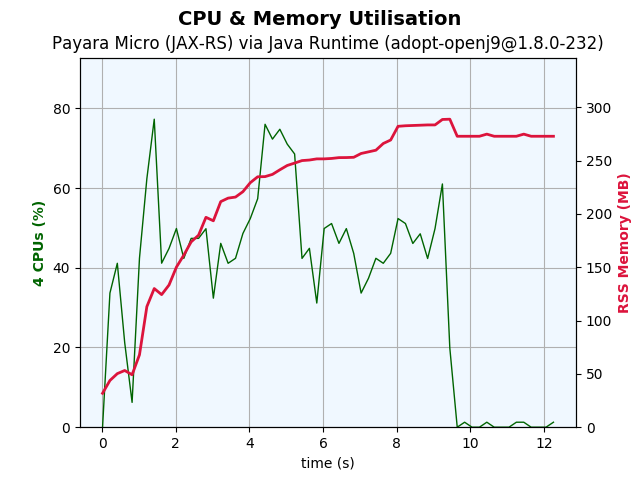 CPU & Memory Utilisation
Payara Micro (JAX-RS) via Java Runtime (adopt-openj9@1.8.0-232)
4 CPUs (%)
80
60
40
20
0
RSS Memory (MB)
300
250
200
150
100
50
0
0 2 4 6 8 10 12
time (s)